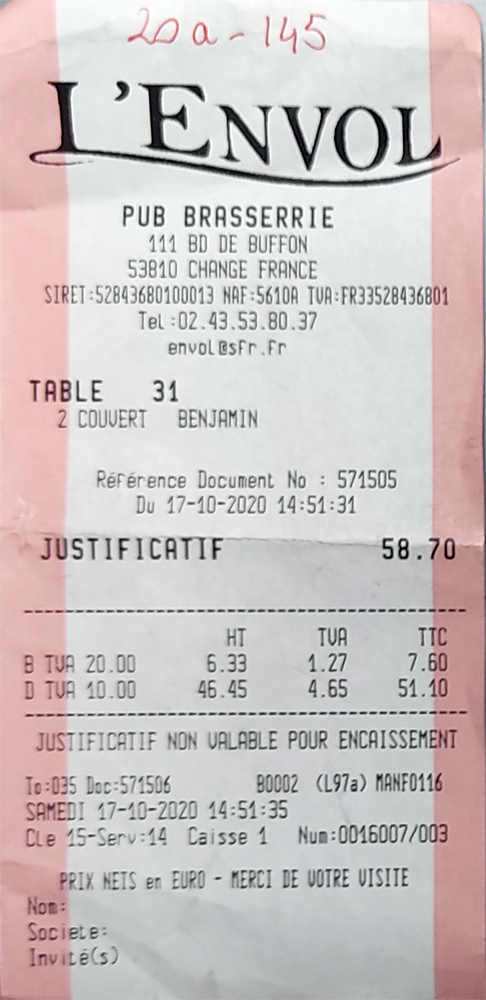 20a-145
L'ENVOL
PUB BRASSERRIE
111 BD DE BUFFON
53810 CHANGE FRANCE
SIRET:52843680100013 NAF:5610A TVA:FR33528436801
Tel :02.43.53.80.37
envol@sfr.fr
TABLE 31
2 COUVERT BENJAMIN
Référence Document No : 571505
Du 17-10-2020 14:51:31
JUSTIFICATIF 58.70
HT TVA TTC
B TVA 20.00 6.33 1.27 7.60
D TVA 10.00 46.45 4.65 51.10
JUSTIFICATIF NON VALABLE POUR ENCAISSEMENT
To:035 Doc:571506 B0002 (L97a) MANF0116
SAMEDI 17-10-2020 14:51:35
Cle 15-Serv:14 Caisse 1 Num:0016007/003
PRIX NETS en EURO - MERCI DE VOTRE VISITE
Nom:
Societe:
Invité(s)